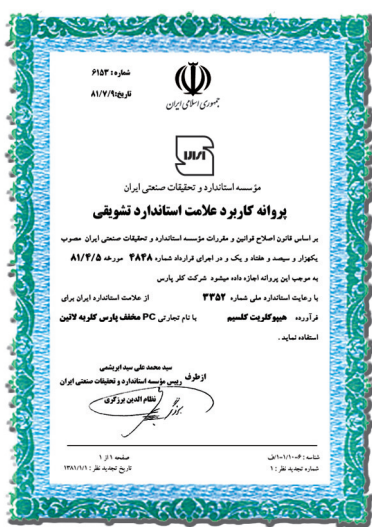 شماره : ۶۱۵۳
تاریخ:۸۱/۷/۹
جمهوری اسلامی ایران
مؤسسه استاندارد و تحقیقات صنعتی ایران
پروانه کاربرد علامت استاندارد تشویقی
بر اساس قانون اصلاح قوانین و مقررات مؤسسه استاندارد و تحقیقات صنعتی ایران مصوب
یکهزار و سیصد و هفتاد و یک و در اجرای قرارداد شماره ۴۸۴۸ مورخه ۸۱/۴/۵
به موجب این پروانه اجازه داده میشود شرکت کلر پارس
با رعایت استاندارد ملی شماره ۳۳۵۲ از علامت استاندارد ایران برای
فرآورده هیپوکلریت کلسیم با نام تجارتی PC مخفف پارس کلربه لاتین
استفاده نماید .
سید محمد علی سید ابریشمی
ازطرف رییس مؤسسه استاندارد و تحقیقات صنعتی ایران
نظام الدین برزگری
صفحه ۱ از ۱
تاریخ تجدید نظر : ۱۳۸۱/۱/۱
شناسه : ۱/۱-۱۰-۶/ف
شماره تجدید نظر : ۱